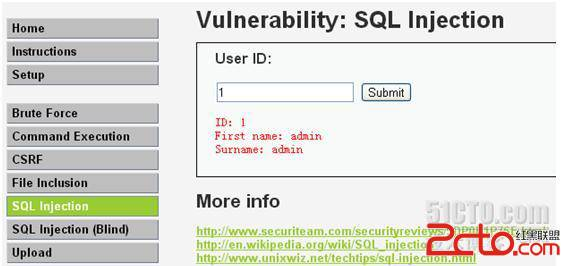 Home
Instructions
Setup
Brute Force
Command Execution
CSRF
File Inclusion
SQL Injection
SQL Injection (Blind)
Upload
Vulnerability: SQL Injection
User ID:
1
Submit
ID: 1
First name: admin
Surname: admin
More info
http://www.securiteam.com/securityreviews/
http://en.wikipedia.org/wiki/SQL_injection
http://www.unixwiz.net/techtips/sql-injection.html
51CTO.com
2cto.com
红黑联盟